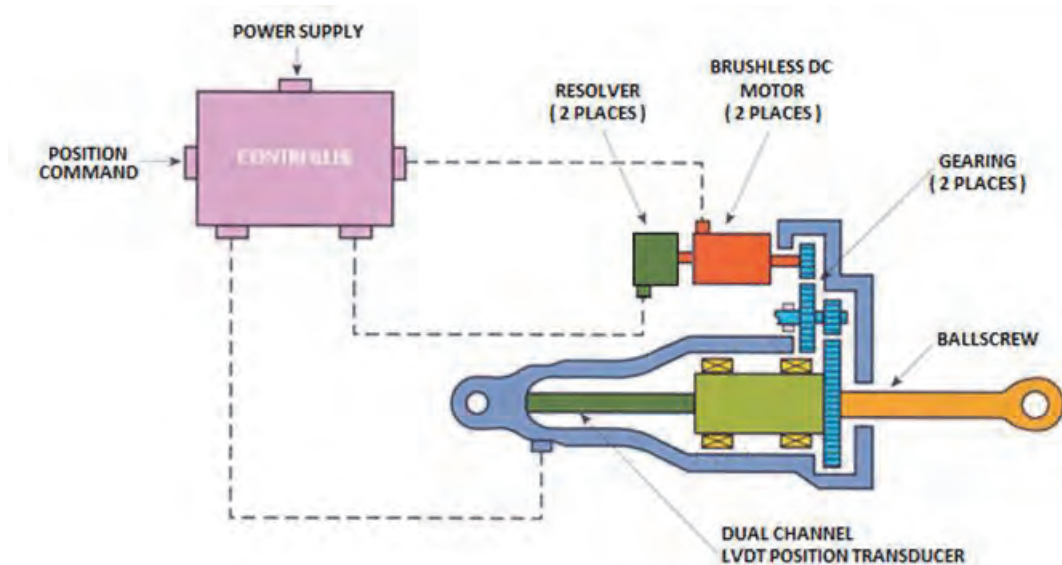 POWER SUPPLY
POSITION
COMMAND
RESOLVER
( 2 PLACES )
BRUSHLESS DC
MOTOR
( 2 PLACES )
GEARING
( 2 PLACES )
BALLSCREW
DUAL CHANNEL
LVDT POSITION TRANSDUCER